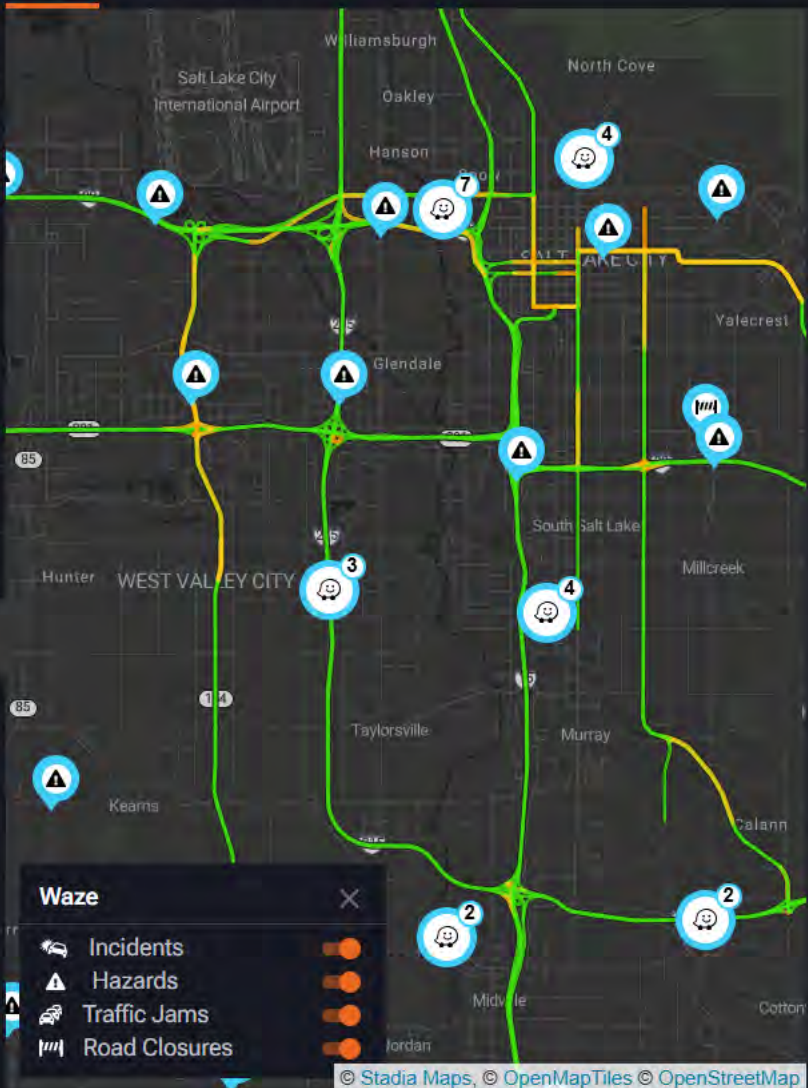 Williamsburgh
North Cove
Salt Lake City
International Airport
Oakley
4
Hanson
7
SALT LAKE CITY
Yalecrest
Glendale
85
South Salt Lake
3
Hunter
WEST VALLEY CITY
Millcreek
4
85
Taylorsville
Murray
Kearns
Waze
Incidents
Hazards
Traffic Jams
Road Closures
2
2
Cotton
© Stadia Maps, © OpenMapTiles © OpenStreetMap